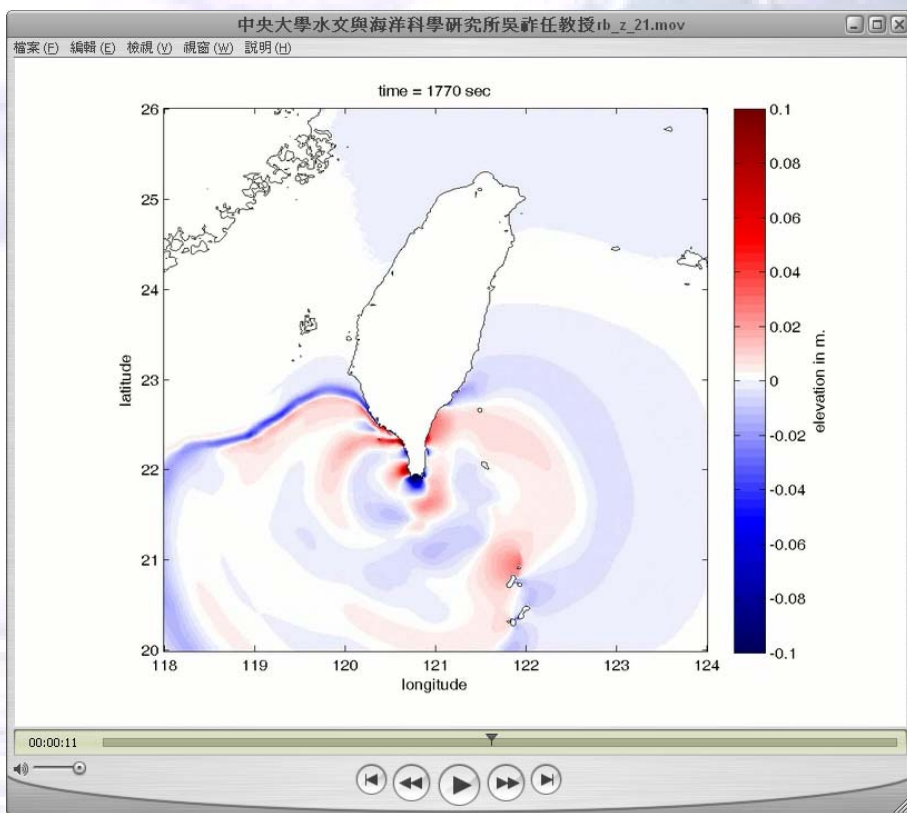 中央大學水文與海洋科學研究所吳祚任教授rb_z_21.mov
檔案(F) 編輯(E) 檢視(V) 視窗(W) 說明(H)
time = 1770 sec
26
25
24
23
22
21
20
latitude
118 119 120 121 122 123 124
longitude
0.1
0.08
0.06
0.04
0.02
0
-0.02
-0.04
-0.06
-0.08
-0.1
elevation in m.
00:00:11